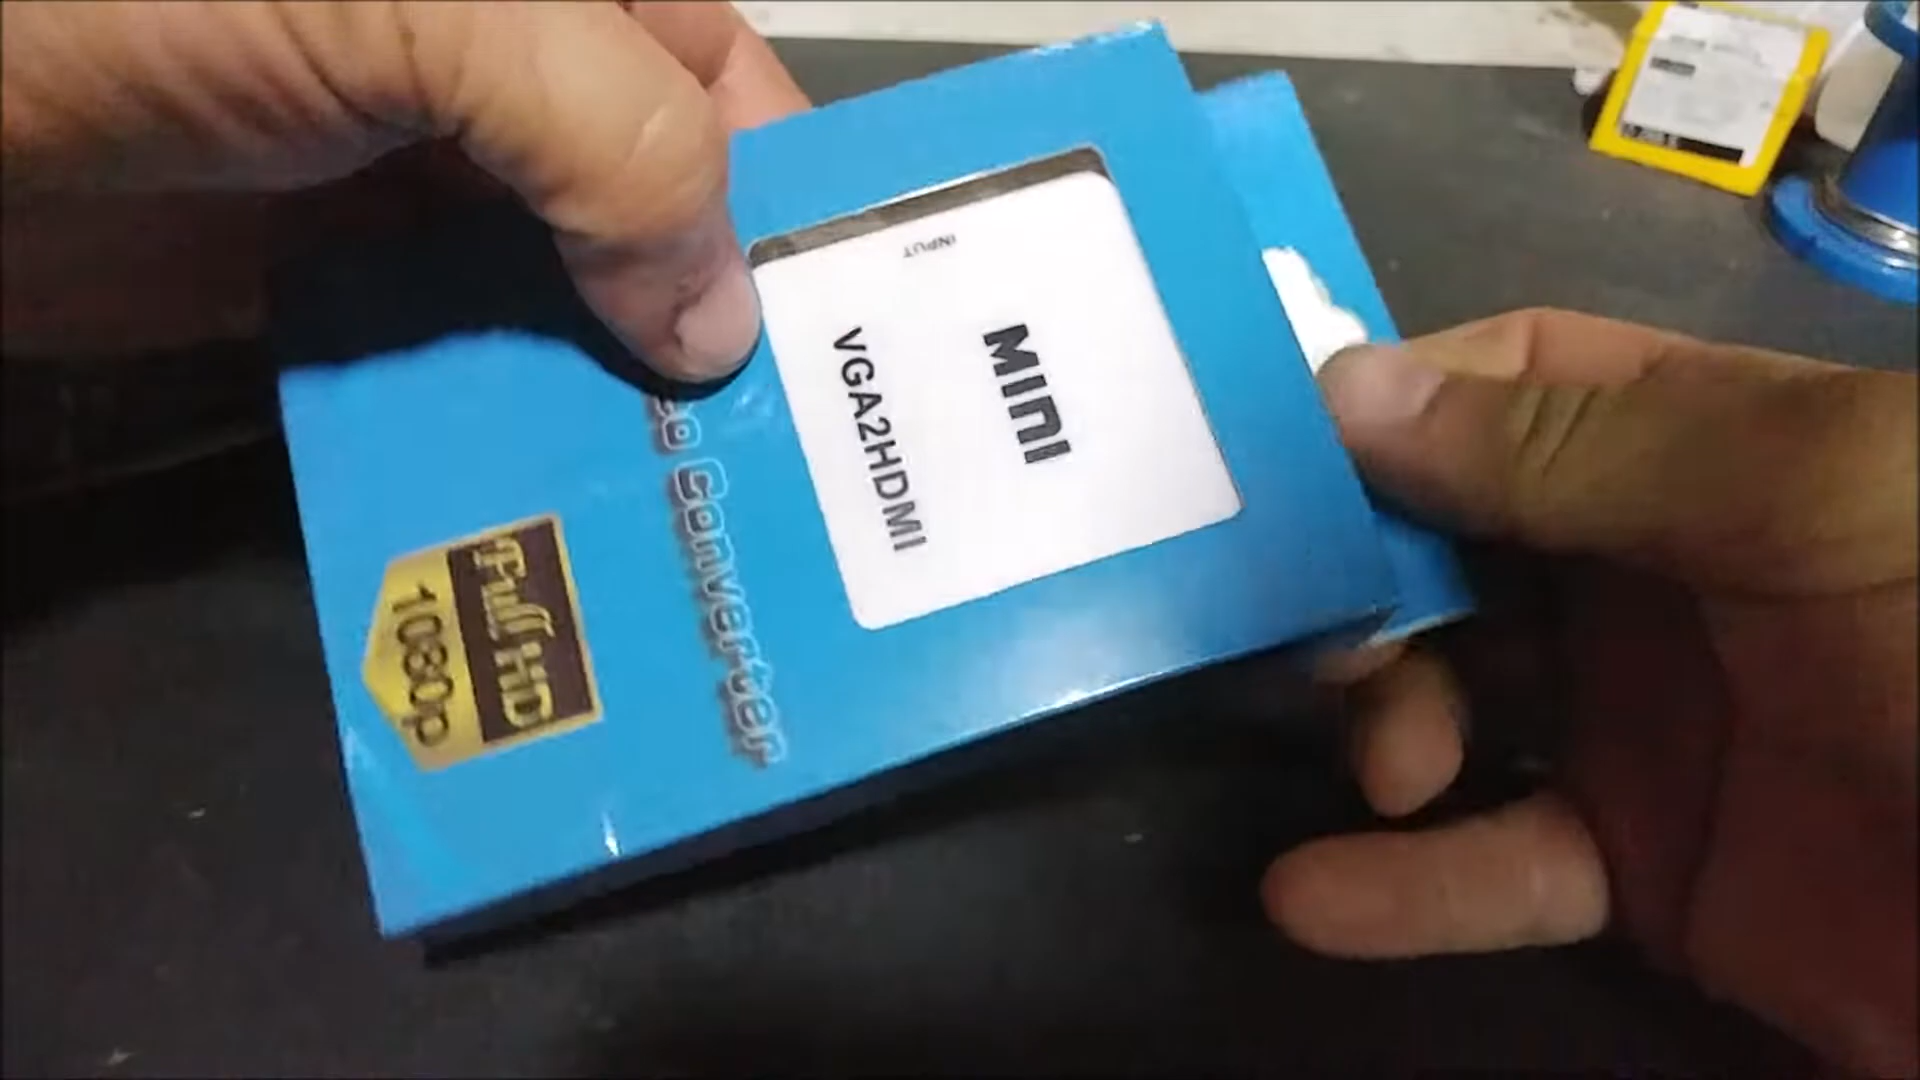 INPUT
MINI
VGA2HDMI
Converter
Full HD
1080p